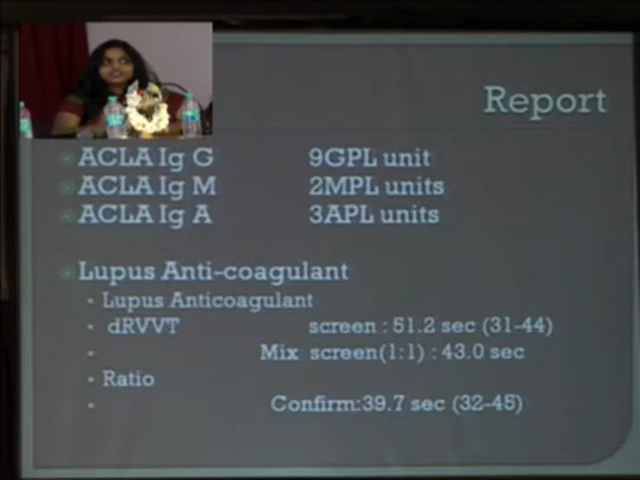 Report
ACLA Ig G 9GPL unit
ACLA Ig M 2MPL units
ACLA Ig A 3APL units
Lupus Anti-coagulant
Lupus Anticoagulant
dRVVT screen : 51.2 sec (31-44)
Mix screen(1:1) : 43.0 sec
Ratio
Confirm:39.7 sec (32-45)